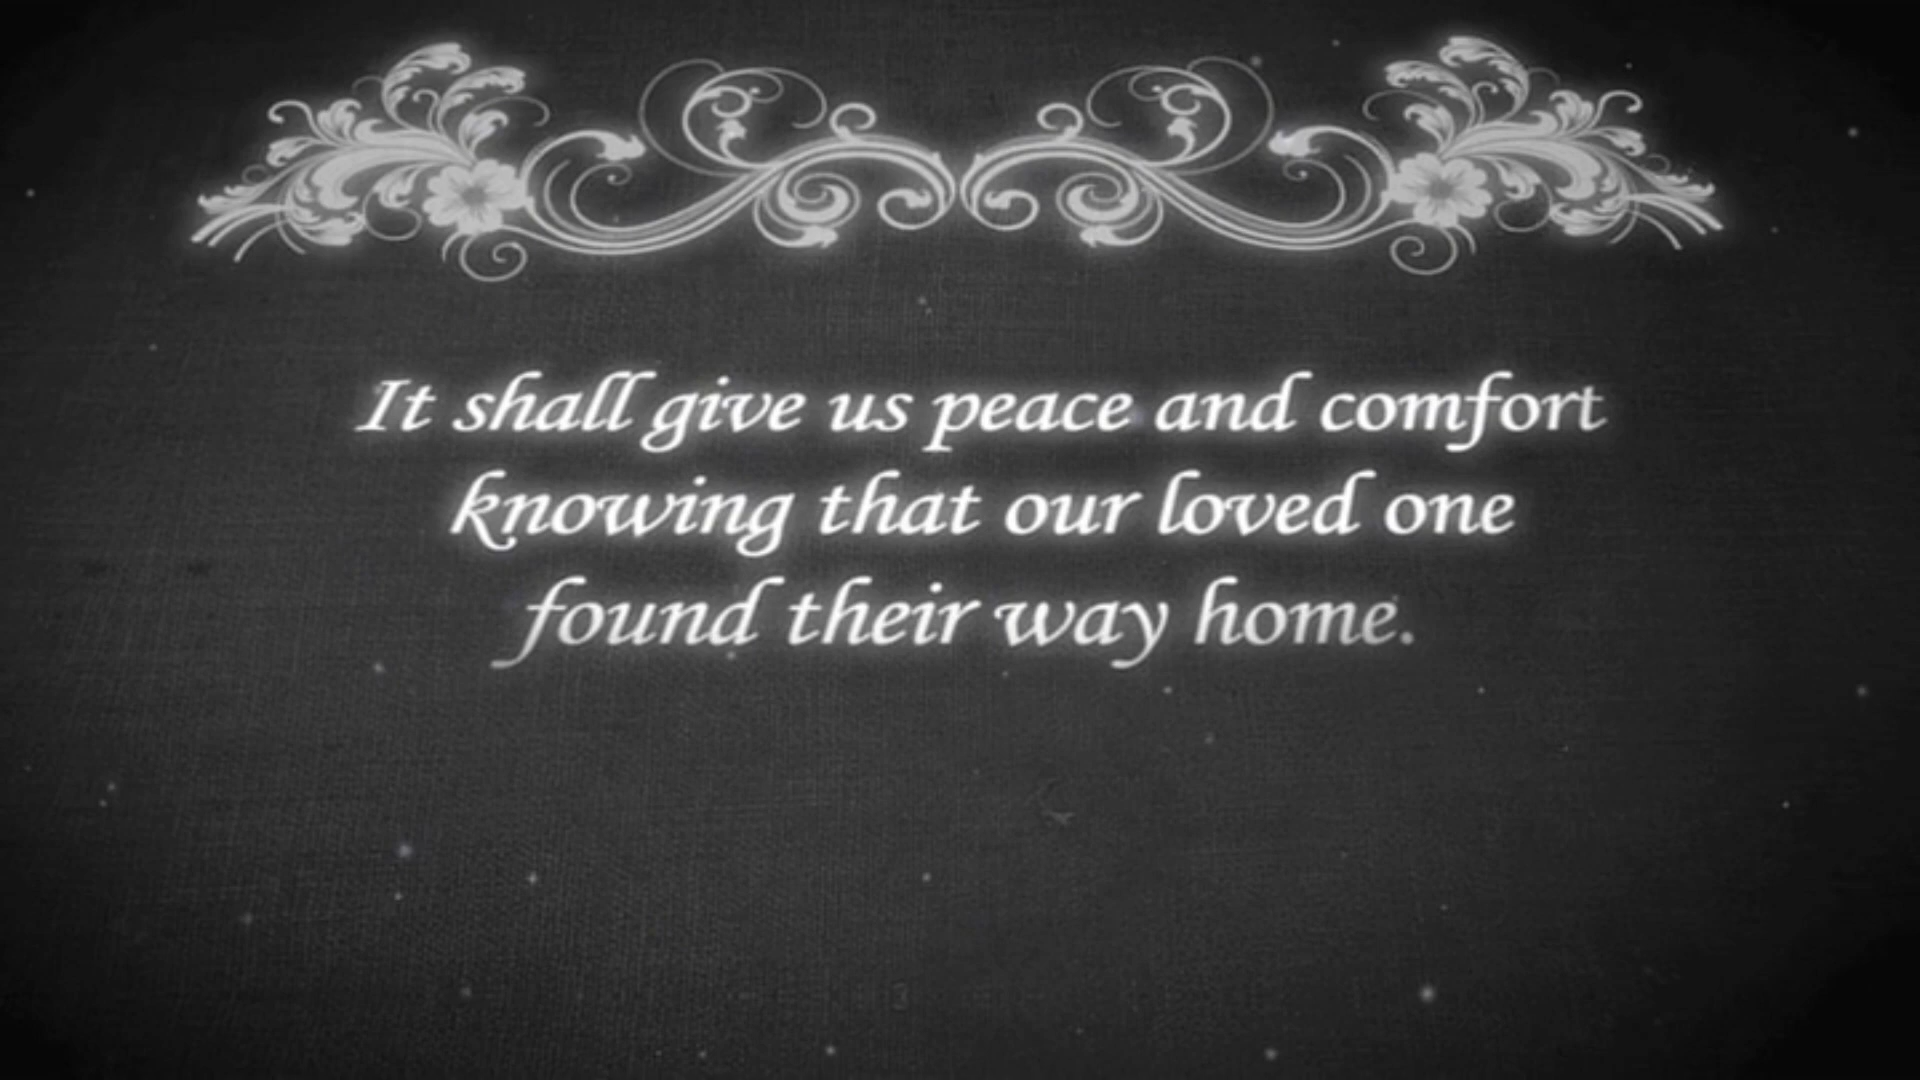 It shall give us peace and comfort
knowing that our loved one
found their way home.